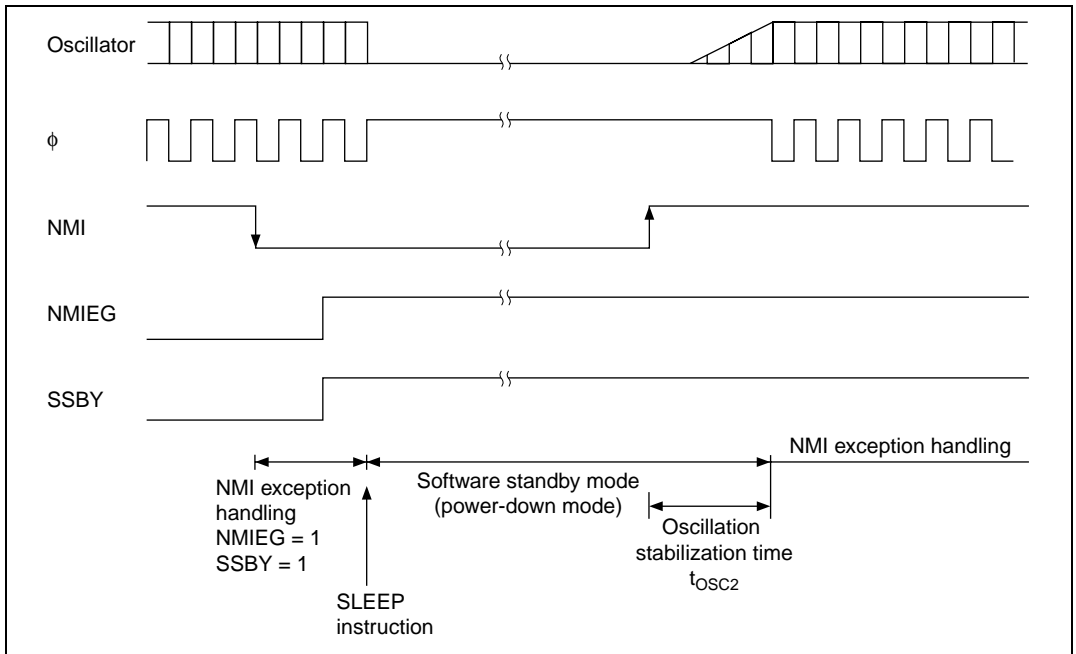 Oscillator
ϕ
NMI
NMIEG
SSBY
NMI exception
handling
NMIEG = 1
SSBY = 1
SLEEP
instruction
Software standby mode
(power-down mode)
Oscillation
stabilization time
tOSC2
NMI exception handling